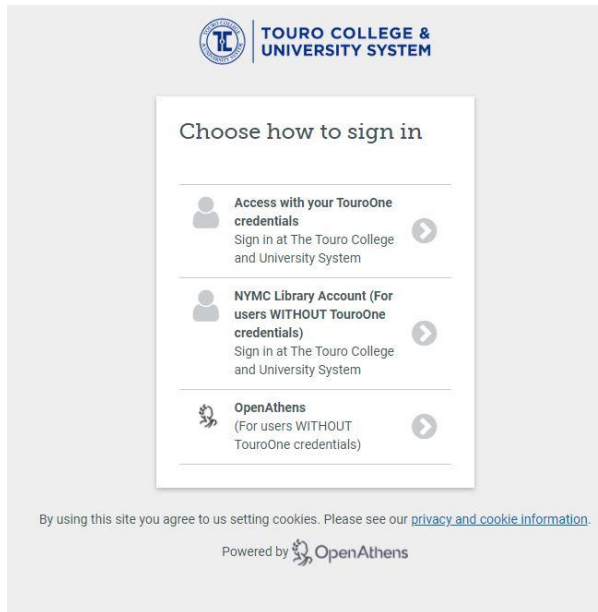 TOURO COLLEGE &
UNIVERSITY SYSTEM
Choose how to sign in
Access with your TouroOne
credentials
Sign in at The Touro College
and University System
NYMC Library Account (For
users WITHOUT TouroOne
credentials)
Sign in at The Touro College
and University System
OpenAthens
(For users WITHOUT
TouroOne credentials)
By using this site you agree to us setting cookies. Please see our privacy and cookie information.
Powered by OpenAthens